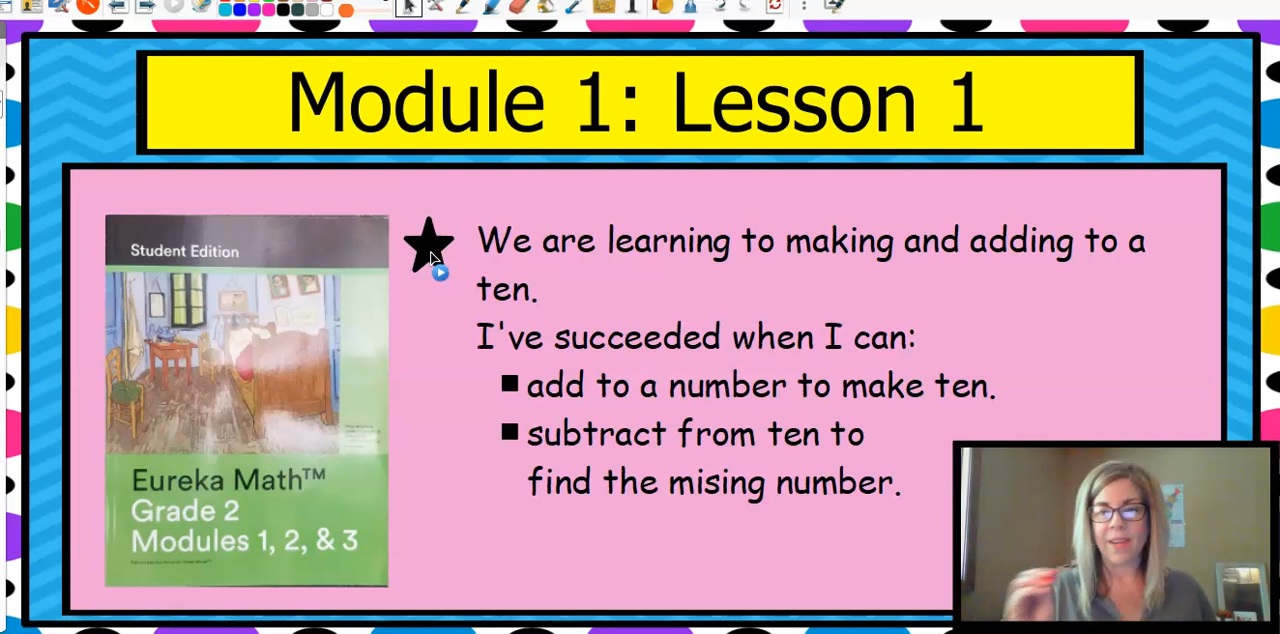 Module 1: Lesson 1
Student Edition
We are learning to making and adding to a
ten.
I've succeeded when I can:
add to a number to make ten.
subtract from ten to
find the mising number.
Eureka Math™
Grade 2
Modules 1, 2, & 3